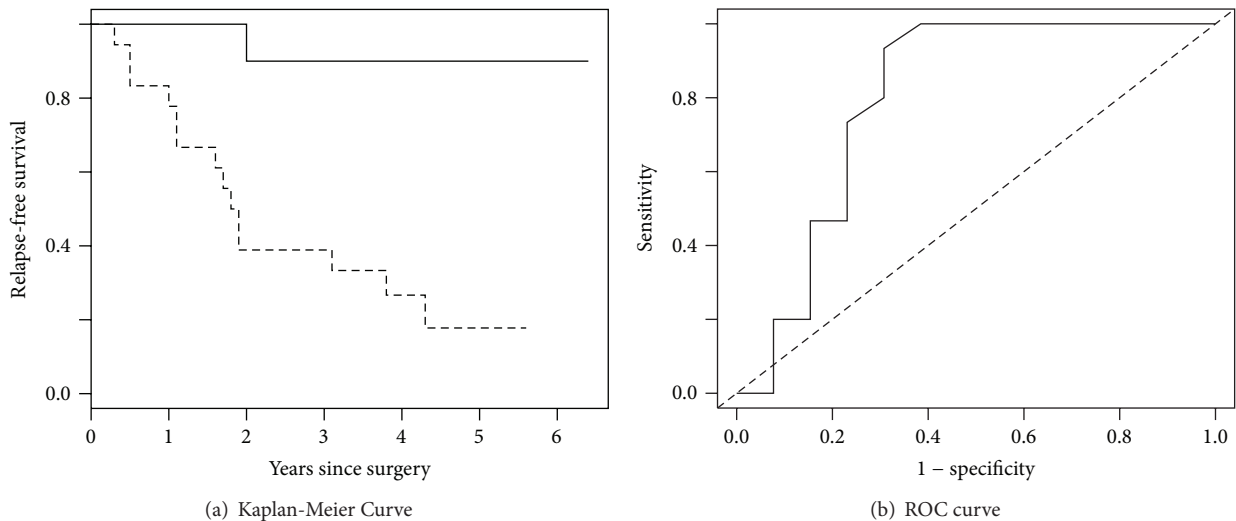 Relapse-free survival
0.8
0.4
0.0
0 1 2 3 4 5 6
Years since surgery
(a) Kaplan-Meier Curve
Sensitivity
0.8
0.4
0.0
0.0 0.2 0.4 0.6 0.8 1.0
1 − specificity
(b) ROC curve